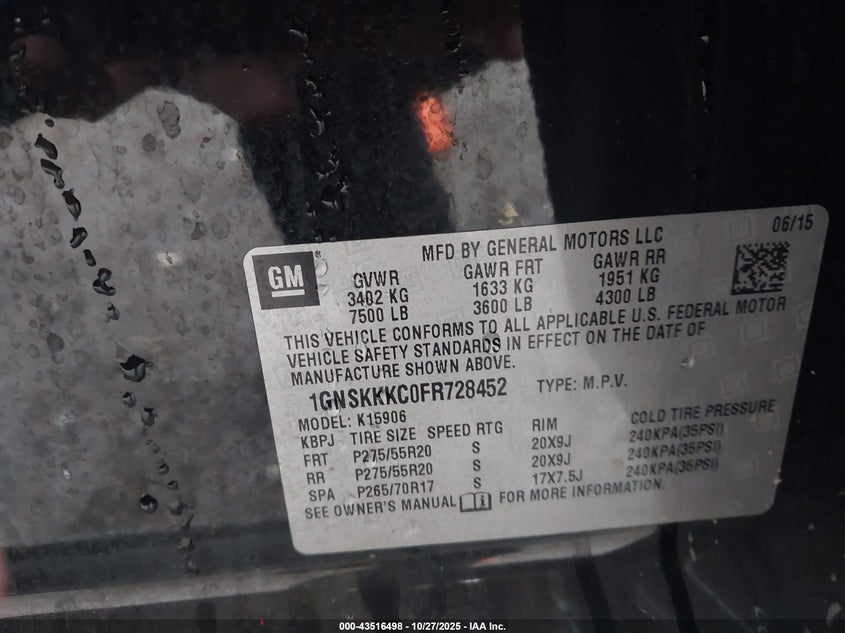 06/15
MFD BY GENERAL MOTORS LLC
GM
GVWR GAWR FRT GAWR RR
3402 KG 1633 KG 1951 KG
7500 LB 3600 LB 4300 LB
THIS VEHICLE CONFORMS TO ALL APPLICABLE U.S. FEDERAL MOTOR
VEHICLE SAFETY STANDARDS IN EFFECT ON THE DATE OF
MANUFACTURE SHOWN ABOVE.
1GNSKKKC0FR728452 TYPE: M.P.V.
MODEL: K15906
KBPJ TIRE SIZE SPEED RTG RIM COLD TIRE PRESSURE
FRT P275/55R20 S 20X9J 240KPA(35PSI)
RR P275/55R20 S 20X9J 240KPA(35PSI)
SPA P265/70R17 S 17X7.5J 240KPA(35PSI)
SEE OWNER'S MANUAL FOR MORE INFORMATION.
000-43516498 - 10/27/2025 - IAA Inc.